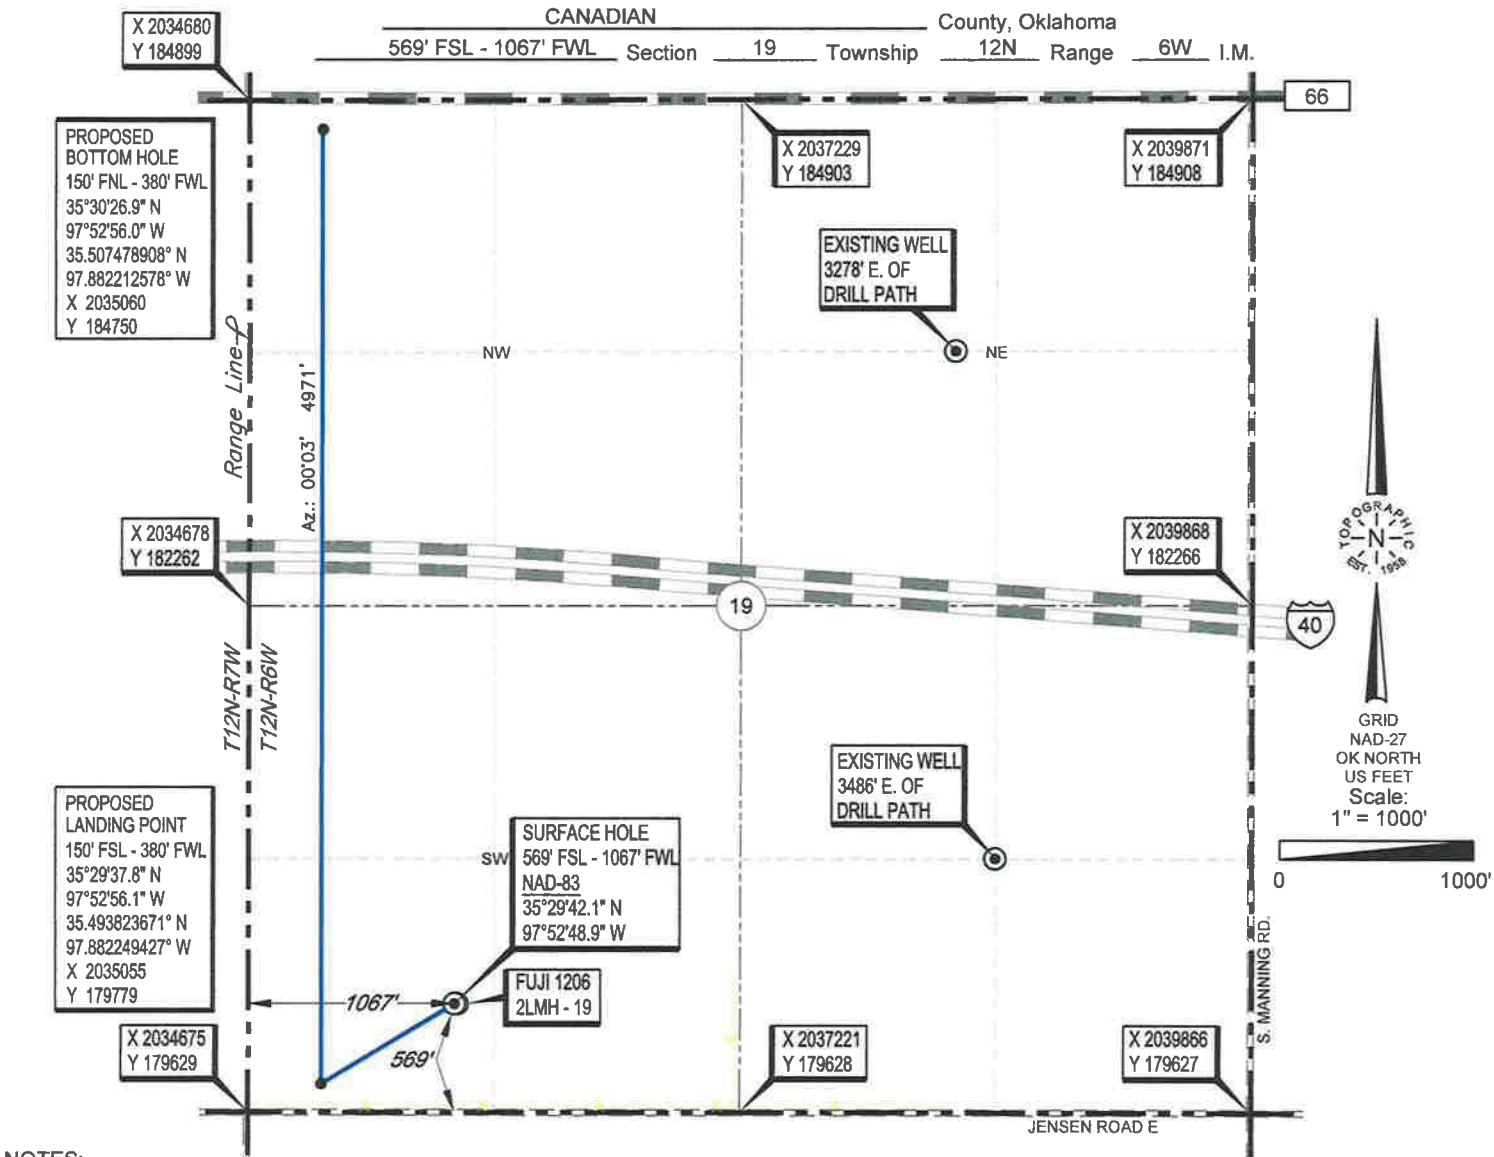 CANADIAN County, Oklahoma
569' FSL - 1067' FWL Section 19 Township 12N Range 6W I.M.
X 2034680
Y 184899
66
PROPOSED
BOTTOM HOLE
150' FNL - 380' FWL
35°30'26.9" N
97°52'56.0" W
35.507478908° N
97.882212578° W
X 2035060
Y 184750
X 2037229
Y 184903
X 2039871
Y 184908
EXISTING WELL
3278' E. OF
DRILL PATH
NW
NE
Range Line
Az.: 00°03' 4971'
X 2034678
Y 182262
X 2039868
Y 182266
19
40
TOPOGRAPHIC
N
EST. 1958
T12N-R7W
T12N-R6W
GRID
NAD-27
OK NORTH
US FEET
Scale:
1" = 1000'
0 1000'
EXISTING WELL
3486' E. OF
DRILL PATH
PROPOSED
LANDING POINT
150' FSL - 380' FWL
35°29'37.8" N
97°52'56.1" W
35.493823671° N
97.882249427° W
X 2035055
Y 179779
SW
SURFACE HOLE
569' FSL - 1067' FWL
NAD-83
35°29'42.1" N
97°52'48.9" W
FUJI 1206
2LMH - 19
1067'
569'
X 2034675
Y 179629
X 2037221
Y 179628
X 2039866
Y 179627
S. MANNING RD.
JENSEN ROAD E
NOTES: